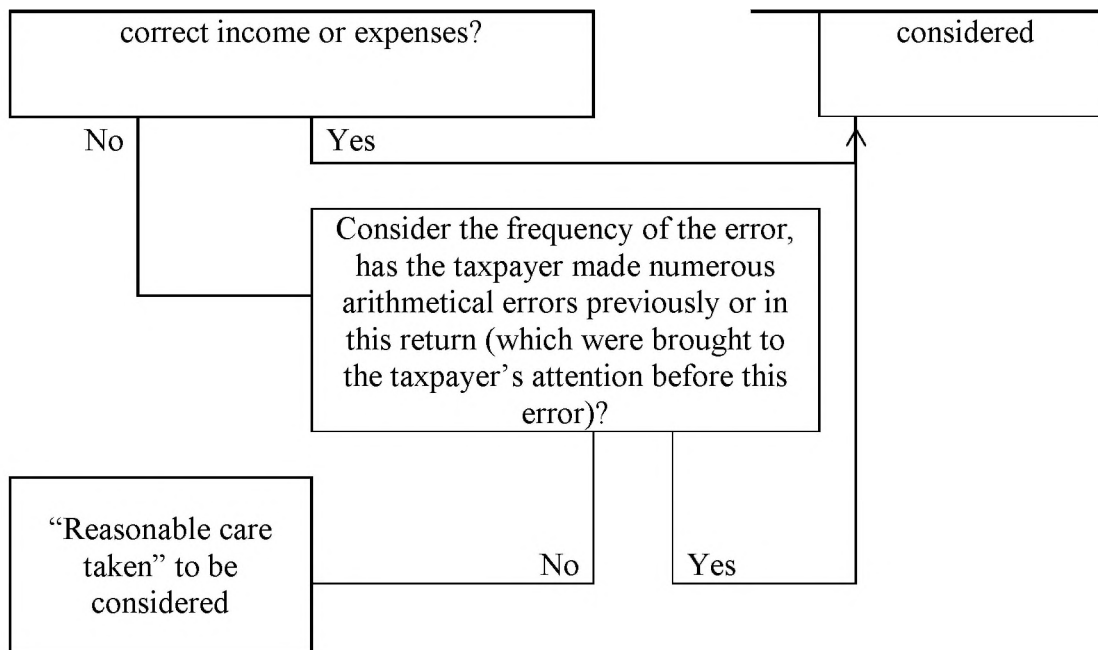 correct income or expenses?
considered
No
Yes
Consider the frequency of the error,
has the taxpayer made numerous
arithmetical errors previously or in
this return (which were brought to
the taxpayer’s attention before this
error)?
“Reasonable care
taken” to be
considered
No
Yes